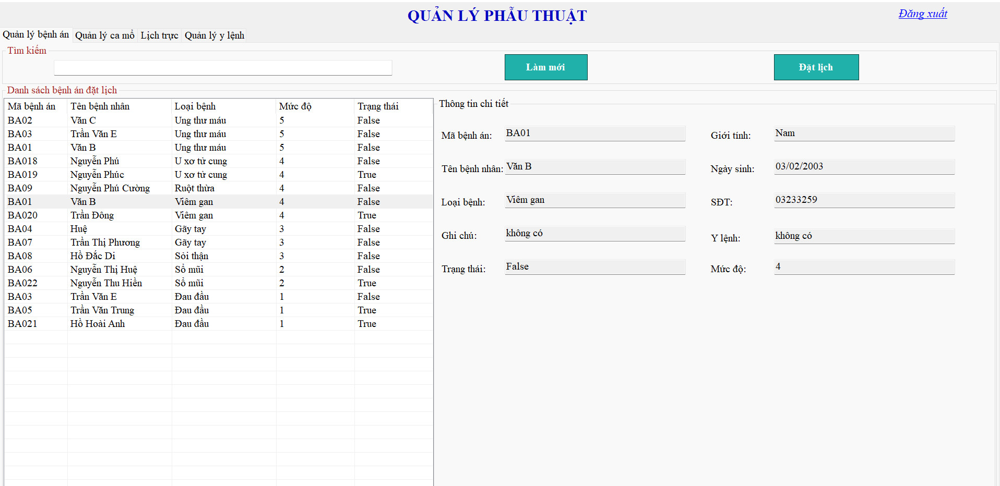 QUẢN LÝ PHẪU THUẬT
Đăng xuất
Quản lý bệnh án Quản lý ca mổ Lịch trực Quản lý y lệnh
Tìm kiếm
Làm mới Đặt lịch
Danh sách bệnh án đặt lịch
Mã bệnh án Tên bệnh nhân Loại bệnh Mức độ Trạng thái
BA02 Văn C Ung thư máu 5 False
BA03 Trần Văn E Ung thư máu 5 False
BA01 Văn B Ung thư máu 5 False
BA018 Nguyễn Phú U xơ tử cung 4 False
BA019 Nguyễn Phúc U xơ tử cung 4 True
BA09 Nguyễn Phú Cường Ruột thừa 4 False
BA01 Văn B Viêm gan 4 False
BA020 Trần Đông Viêm gan 4 True
BA04 Huệ Gãy tay 3 False
BA07 Trần Thị Phương Gãy tay 3 False
BA08 Hồ Đắc Di Sỏi thận 3 False
BA06 Nguyễn Thị Huệ Sổ mũi 2 False
BA022 Nguyễn Thu Hiền Sổ mũi 2 True
BA03 Trần Văn E Đau đầu 1 False
BA05 Trần Văn Trung Đau đầu 1 True
BA021 Hồ Hoài Anh Đau đầu 1 True
Thông tin chi tiết
Mã bệnh án: BA01 Giới tính: Nam
Tên bệnh nhân: Văn B Ngày sinh: 03/02/2003
Loại bệnh: Viêm gan SĐT: 03233259
Ghi chú: không có Y lệnh: không có
Trạng thái: False Mức độ: 4